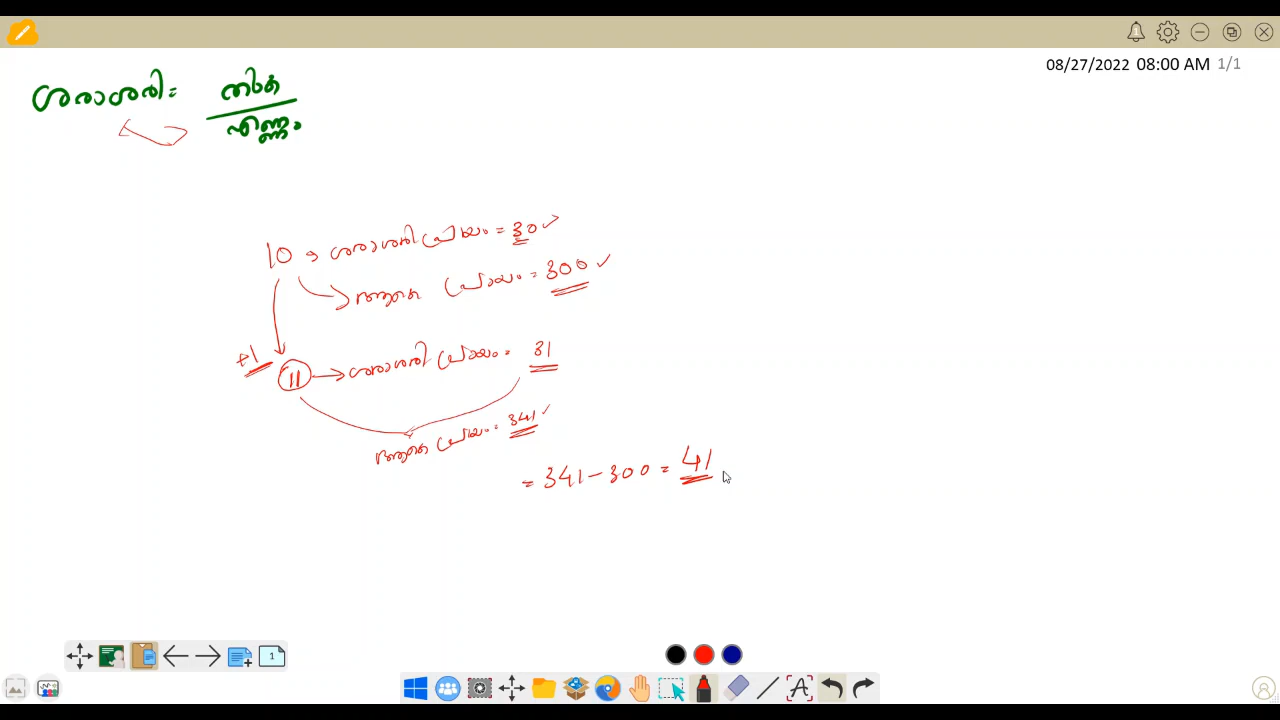 08/27/2022 08:00 AM 1/1
ശരാശരി = തുക
എണ്ണം
10 → ശരാശരി പ്രായം = 30 ✓
→ ആകെ പ്രായം = 300 ✓
+1
11 → ശരാശരി പ്രായം = 31
ആകെ പ്രായം = 341 ✓
= 341 - 300 = 41
1